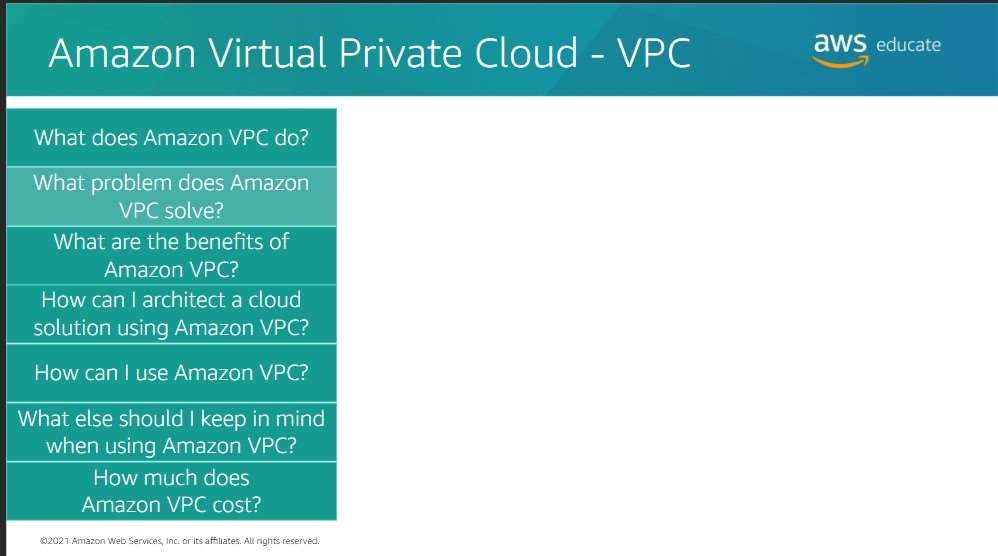 Amazon Virtual Private Cloud - VPC
aws educate
What does Amazon VPC do?
What problem does Amazon
VPC solve?
What are the benefits of
Amazon VPC?
How can I architect a cloud
solution using Amazon VPC?
How can I use Amazon VPC?
What else should I keep in mind
when using Amazon VPC?
How much does
Amazon VPC cost?
©2021 Amazon Web Services, Inc. or its affiliates. All rights reserved.